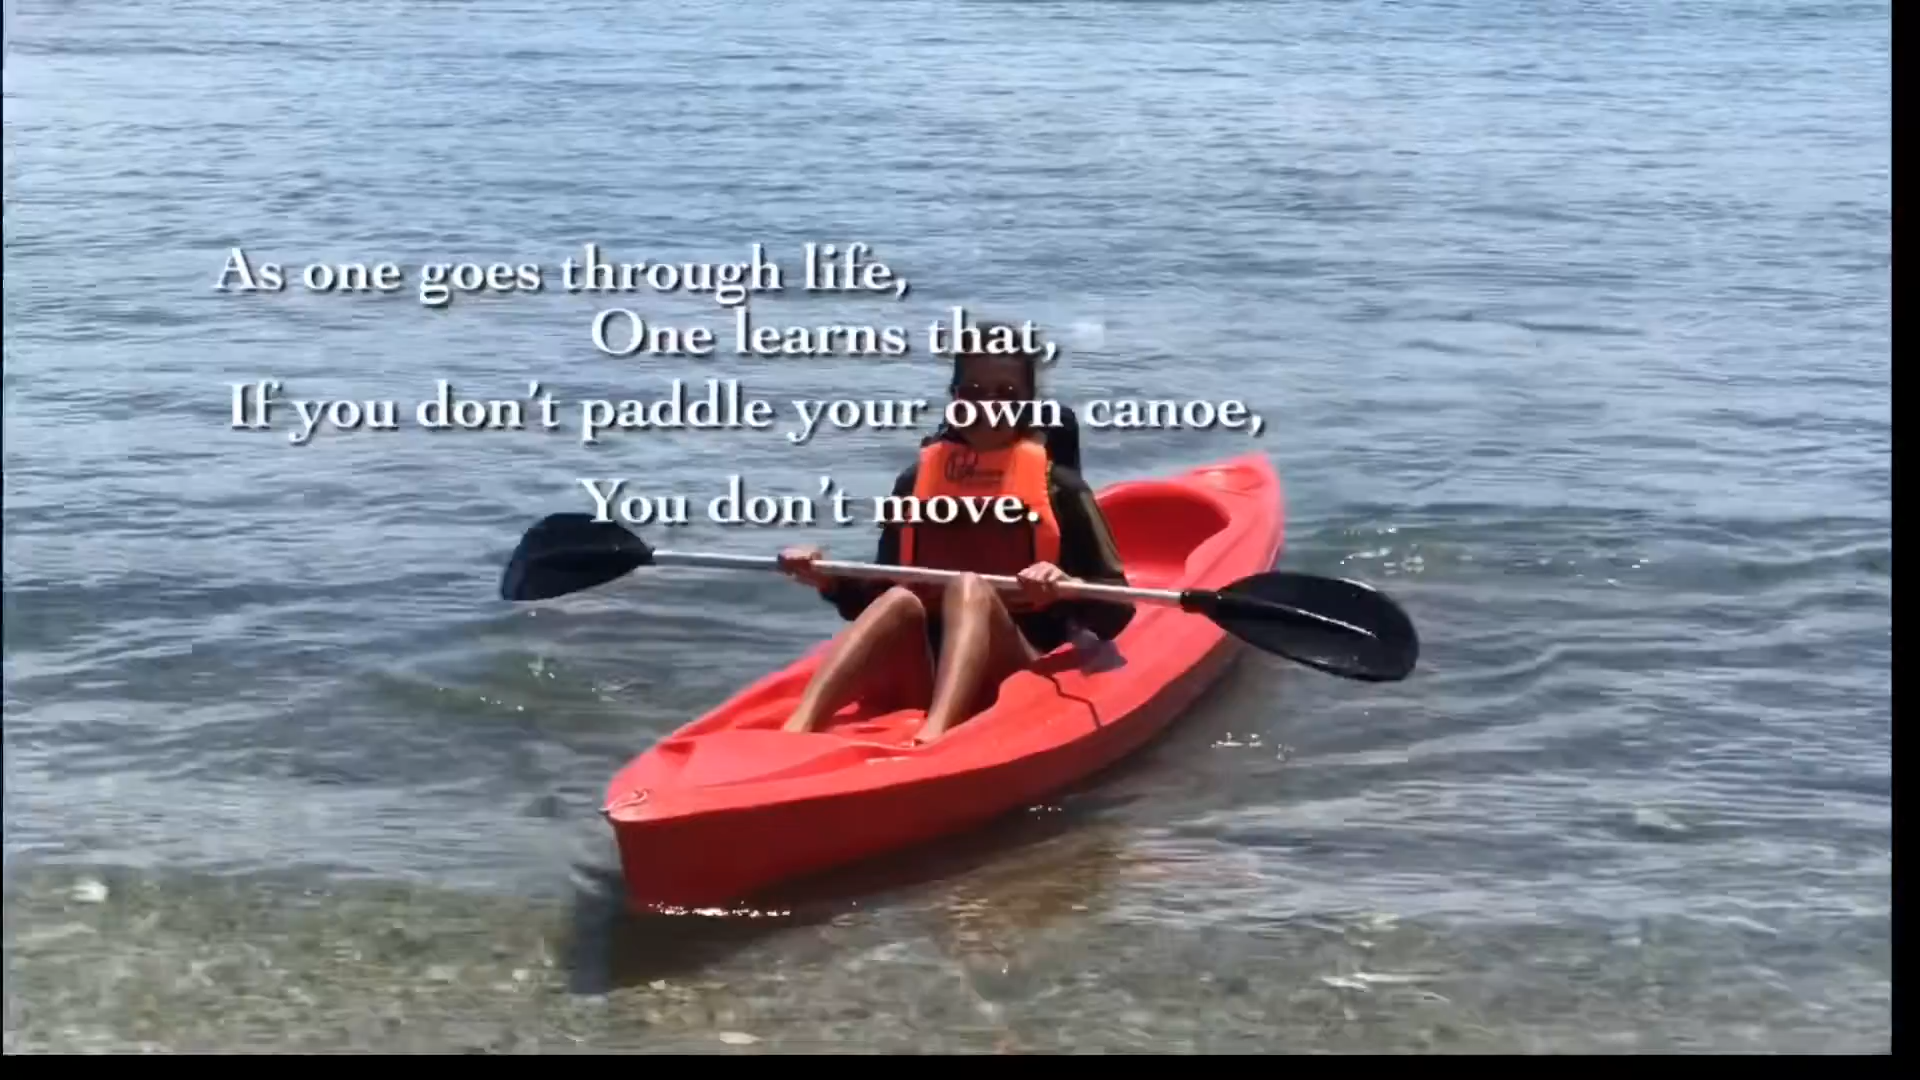 As one goes through life,
One learns that,
If you don't paddle your own canoe,
You don't move.